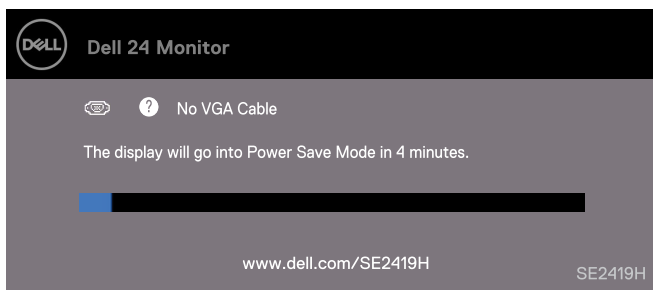 DELL
Dell 24 Monitor
? No VGA Cable
The display will go into Power Save Mode in 4 minutes.
www.dell.com/SE2419H
SE2419H